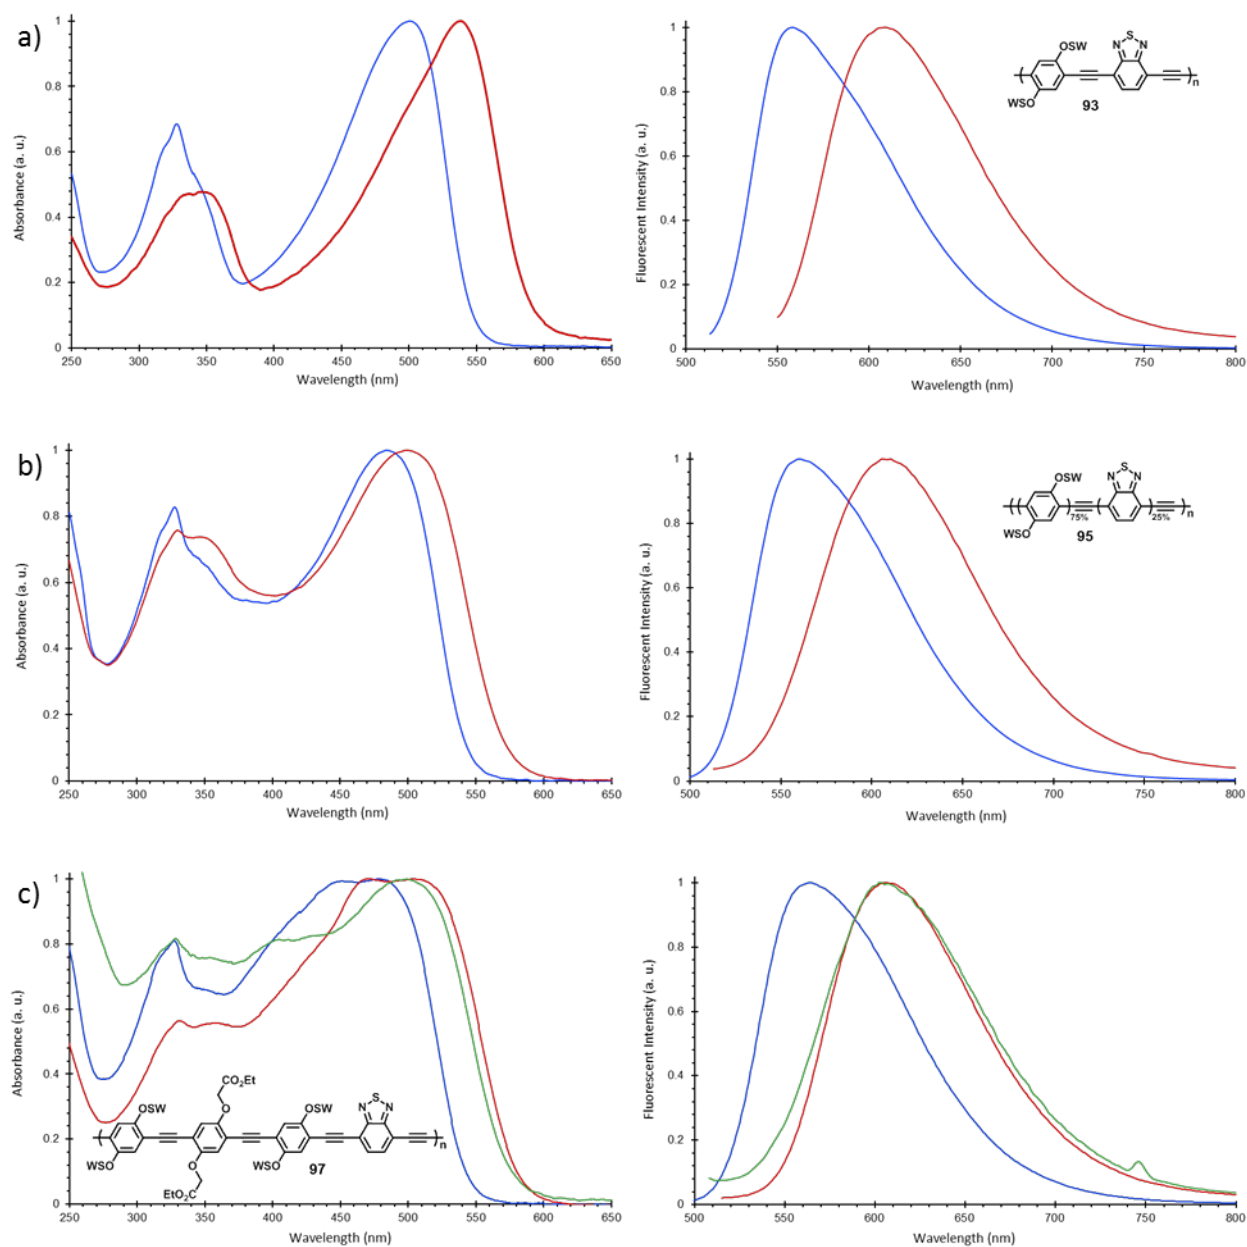 a)
Absorbance (a. u.)
1
0.8
0.6
0.4
0.2
0
250 300 350 400 450 500 550 600 650
Wavelength (nm)
Fluorescent Intensity (a. u.)
1
0.8
0.6
0.4
0.2
0
500 550 600 650 700 750 800
Wavelength (nm)
S
N N
OSW
WSO
n
93
b)
Absorbance (a. u.)
1
0.8
0.6
0.4
0.2
0
250 300 350 400 450 500 550 600 650
Wavelength (nm)
Fluorescent Intensity (a. u.)
1
0.8
0.6
0.4
0.2
0
500 550 600 650 700 750 800
Wavelength (nm)
S
N N
OSW
75% 25% n
WSO
95
c)
Absorbance (a. u.)
1
0.8
0.6
0.4
0.2
0
250 300 350 400 450 500 550 600 650
Wavelength (nm)
CO2Et
S
N N
OSW O OSW
n
WSO O WSO
97
EtO2C
Fluorescent Intensity (a. u.)
1
0.8
0.6
0.4
0.2
0
500 550 600 650 700 750 800
Wavelength (nm)